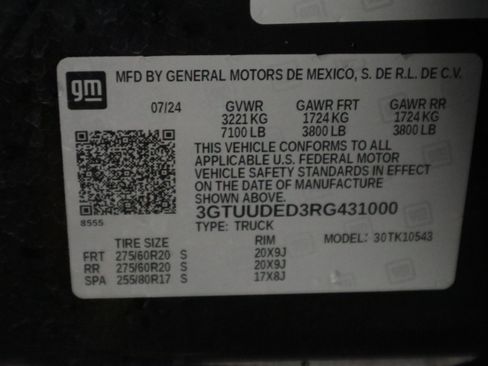 gm
MFD BY GENERAL MOTORS DE MEXICO, S. DE R.L. DE C.V.
07/24 GVWR GAWR FRT GAWR RR
3221 KG 1724 KG 1724 KG
7100 LB 3800 LB 3800 LB
THIS VEHICLE CONFORMS TO ALL
APPLICABLE U.S. FEDERAL MOTOR
VEHICLE SAFETY STANDARDS IN EFFECT
ON THE DATE OF MANUFACTURE
SHOWN ABOVE.
8555 3GTUUDED3RG431000
TYPE: TRUCK MODEL: 30TK10543
TIRE SIZE RIM
FRT 275/60R20 S 20X9J
RR 275/60R20 S 20X9J
SPA 255/80R17 S 17X8J